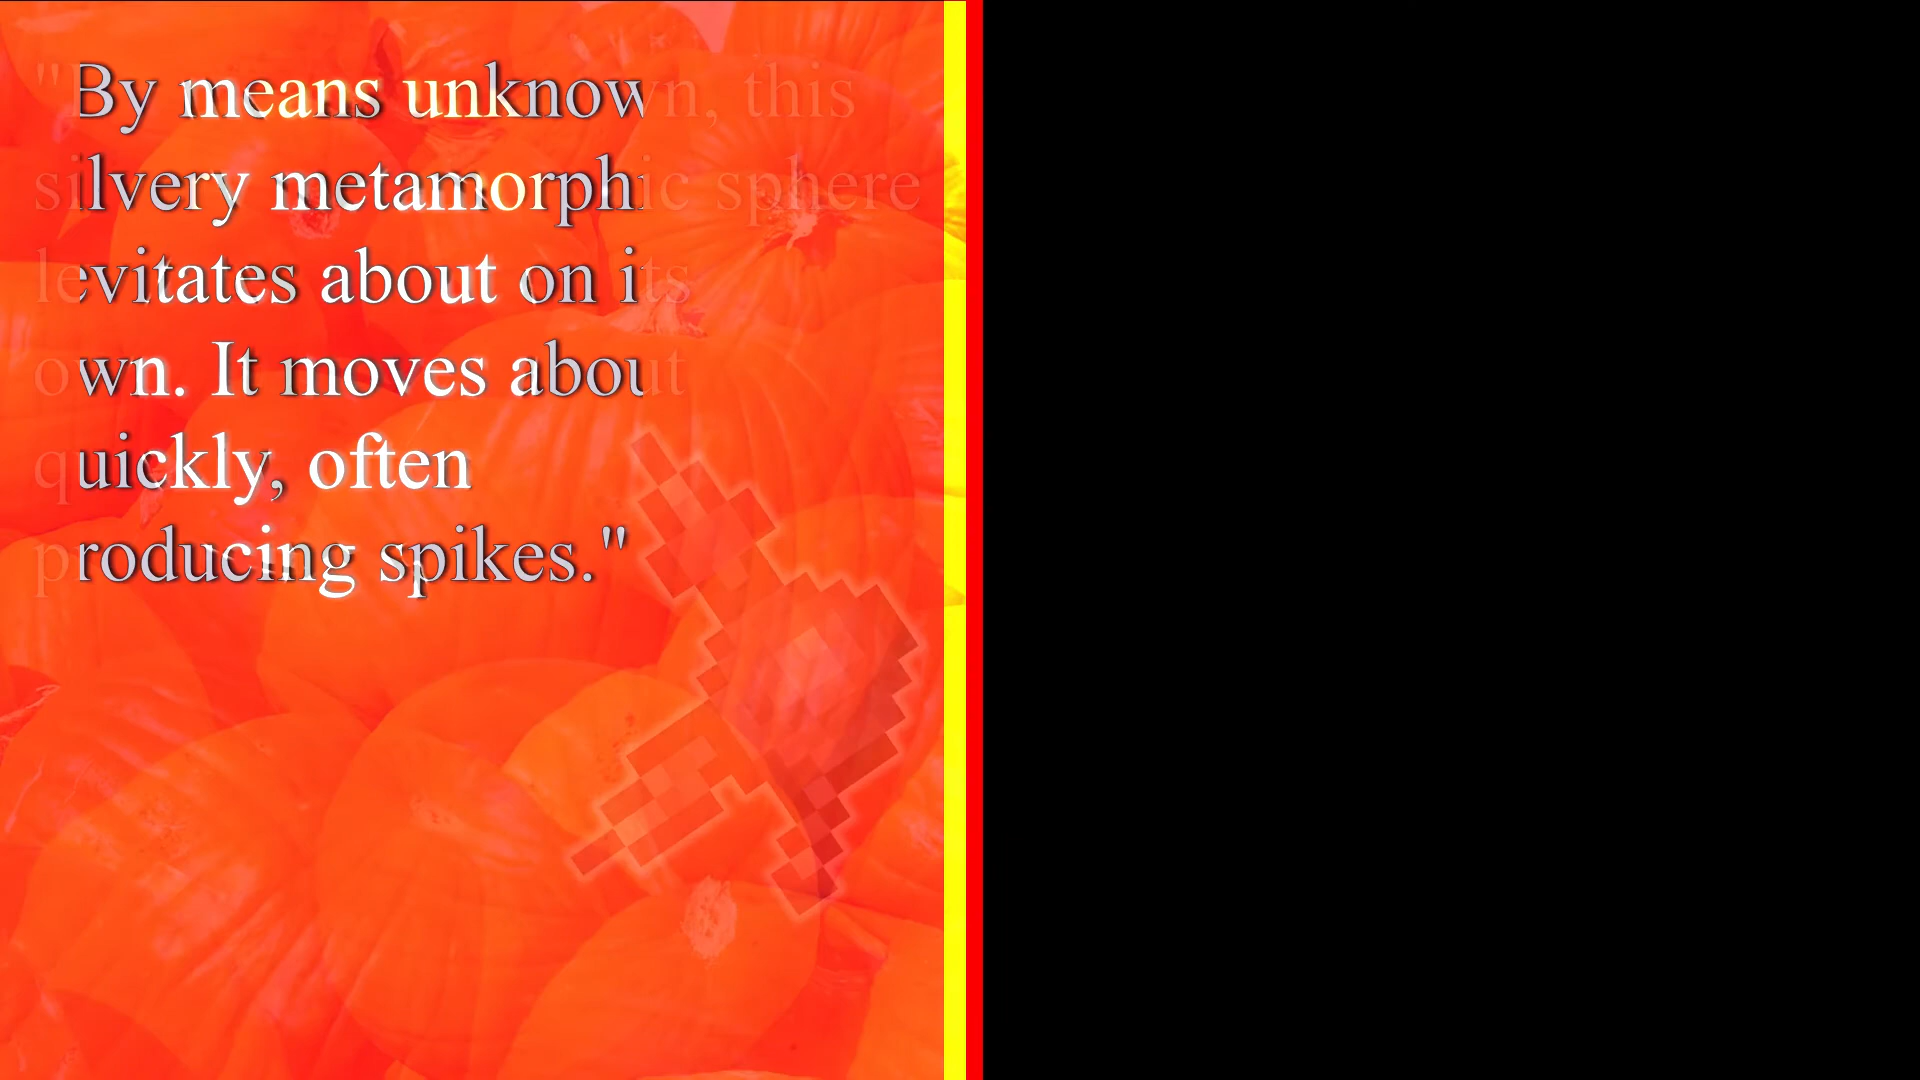 "By means unknown, this
silvery metamorphic sphere
levitates about on its
own. It moves about
quickly, often
producing spikes."